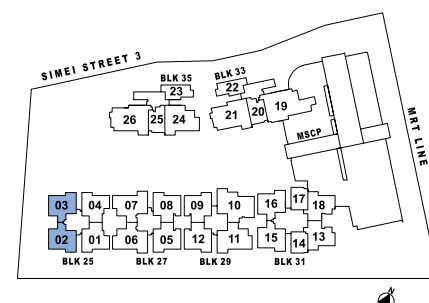 SIMEI STREET 3
BLK 35
BLK 33
23
22
26
25
24
21
20
19
MSCP
MRT LINE
03
04
07
08
09
10
16
17
18
02
01
06
05
12
11
15
14
13
BLK 25
BLK 27
BLK 29
BLK 31